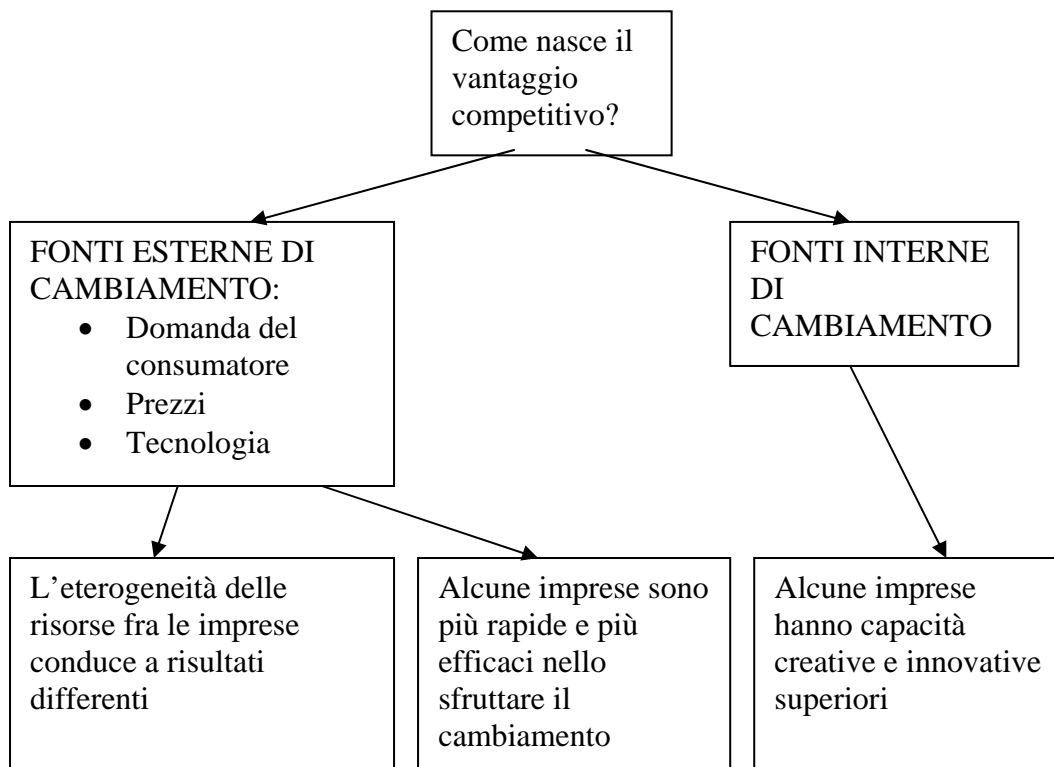 Come nasce il
vantaggio
competitivo?
FONTI ESTERNE DI
CAMBIAMENTO:
• Domanda del
consumatore
• Prezzi
• Tecnologia
FONTI INTERNE
DI
CAMBIAMENTO
L’eterogeneità delle
risorse fra le imprese
conduce a risultati
differenti
Alcune imprese sono
più rapide e più
efficaci nello
sfruttare il
cambiamento
Alcune imprese
hanno capacità
creative e innovative
superiori